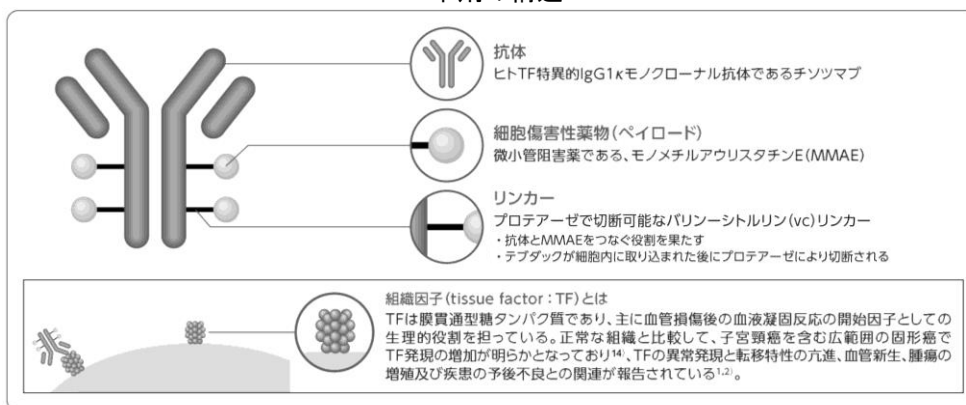 抗体
ヒトTF特異的IgG1κモノクローナル抗体であるチソツマブ
細胞傷害性薬物（ペイロード）
微小管阻害薬である、モノメチルアウリスタチンE（MMAE）
リンカー
プロテアーゼで切断可能なバリンーシトルリン（vc）リンカー
・抗体とMMAEをつなぐ役割を果たす
・テブダックが細胞内に取り込まれた後にプロテアーゼにより切断される
組織因子（tissue factor：TF）とは
TFは膜貫通型糖タンパク質であり、主に血管損傷後の血液凝固反応の開始因子としての
生理的役割を担っている。正常な組織と比較して、子宮頸癌を含む広範囲の固形癌で
TF発現の増加が明らかとなっており¹⁴⁾、TFの異常発現と転移特性の亢進、血管新生、腫瘍の
増殖及び疾患の予後不良との関連が報告されている¹,²⁾。